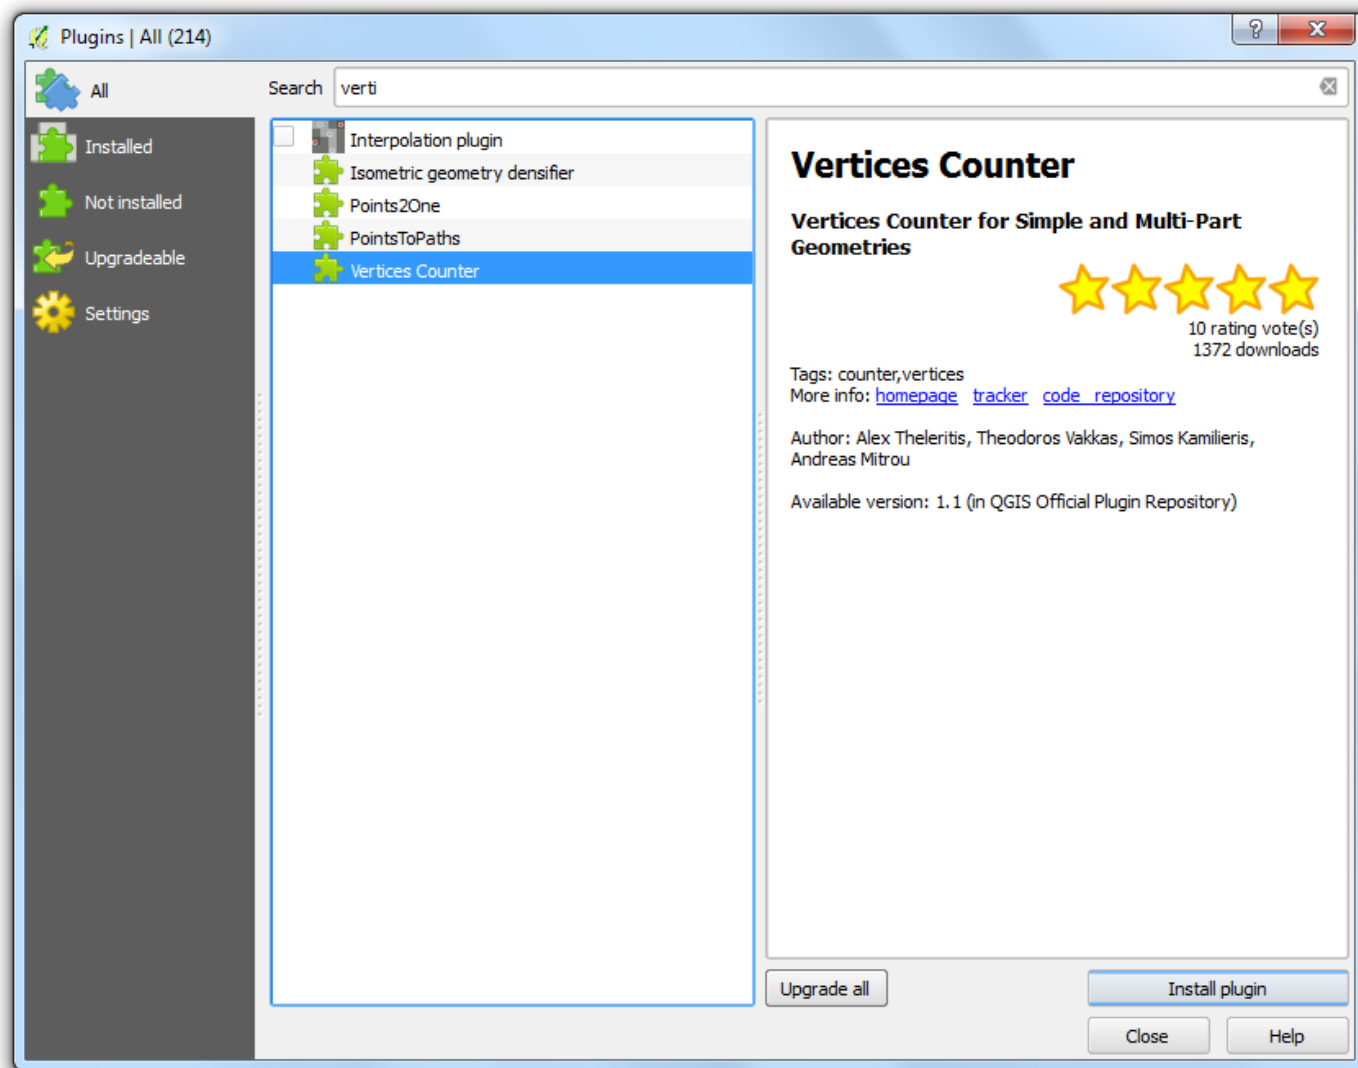 Plugins | All (214)
?
All
Installed
Not installed
Upgradeable
Settings
Search verti
Interpolation plugin
Isometric geometry densifier
Points2One
PointsToPaths
Vertices Counter
Vertices Counter
Vertices Counter for Simple and Multi-Part
Geometries
10 rating vote(s)
1372 downloads
Tags: counter,vertices
More info: homepage tracker code repository
Author: Alex Theleritis, Theodoros Vakkas, Simos Kamilieris,
Andreas Mitrou
Available version: 1.1 (in QGIS Official Plugin Repository)
Upgrade all
Install plugin
Close
Help